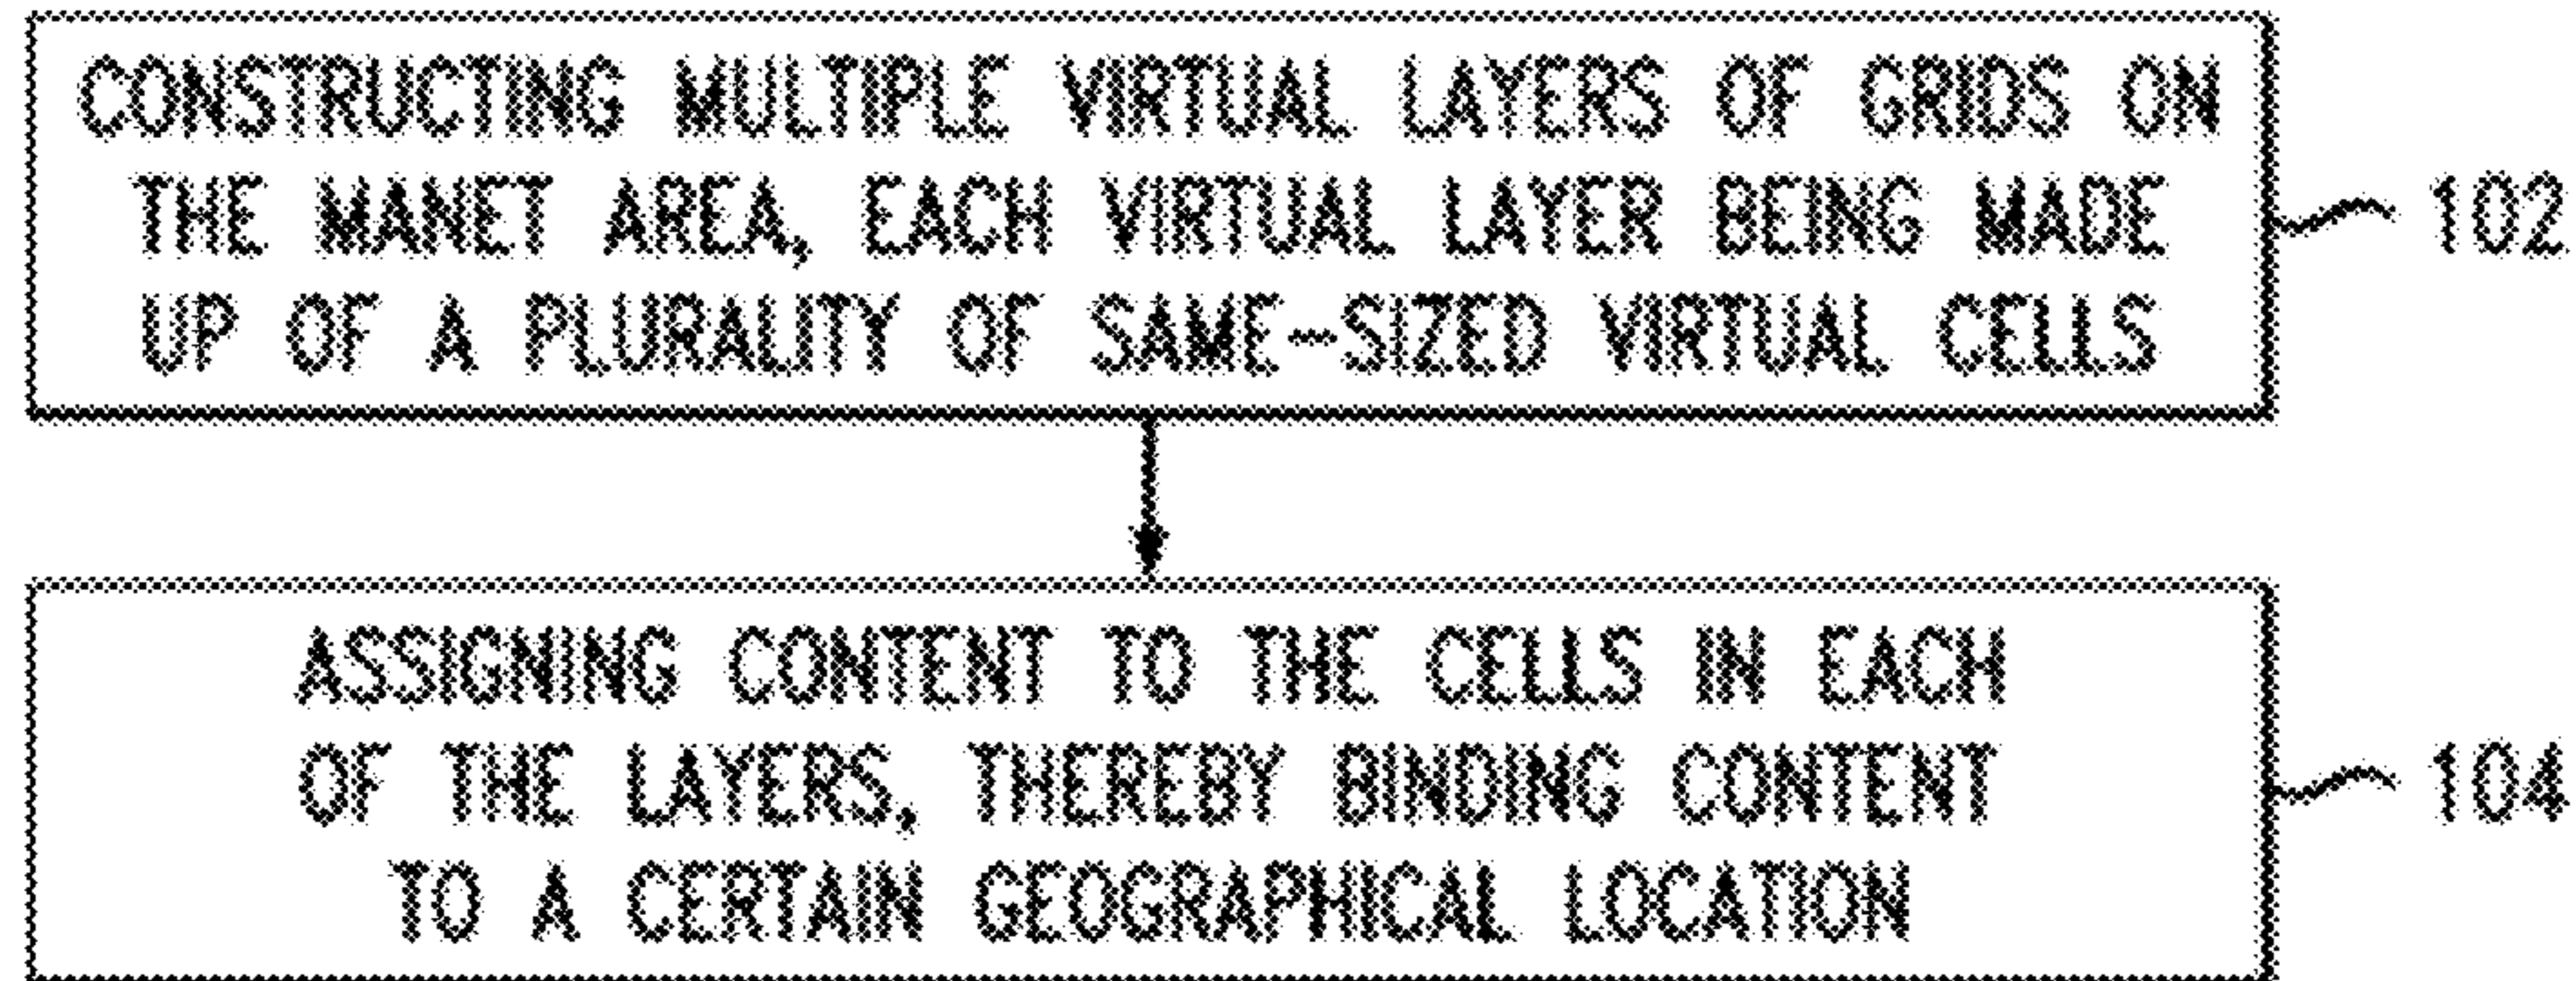 CONSTRUCTING MULTIPLE VIRTUAL LAYERS OF GRIDS ON
THE MANET AREA, EACH VIRTUAL LAYER BEING MADE
UP OF A PLURALITY OF SAME-SIZED VIRTUAL CELLS
102
ASSIGNING CONTENT TO THE CELLS IN EACH
OF THE LAYERS, THEREBY BINDING CONTENT
TO A CERTAIN GEOGRAPHICAL LOCATION
104